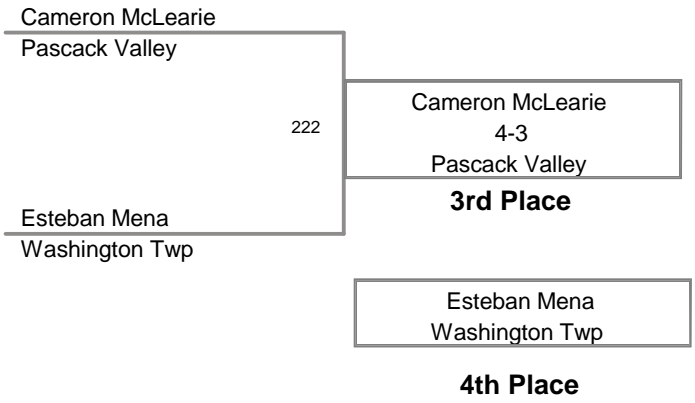 Cameron McLearie
Pascack Valley
222
Cameron McLearie
4-3
Pascack Valley
3rd Place
Esteban Mena
Washington Twp
Esteban Mena
Washington Twp
4th Place